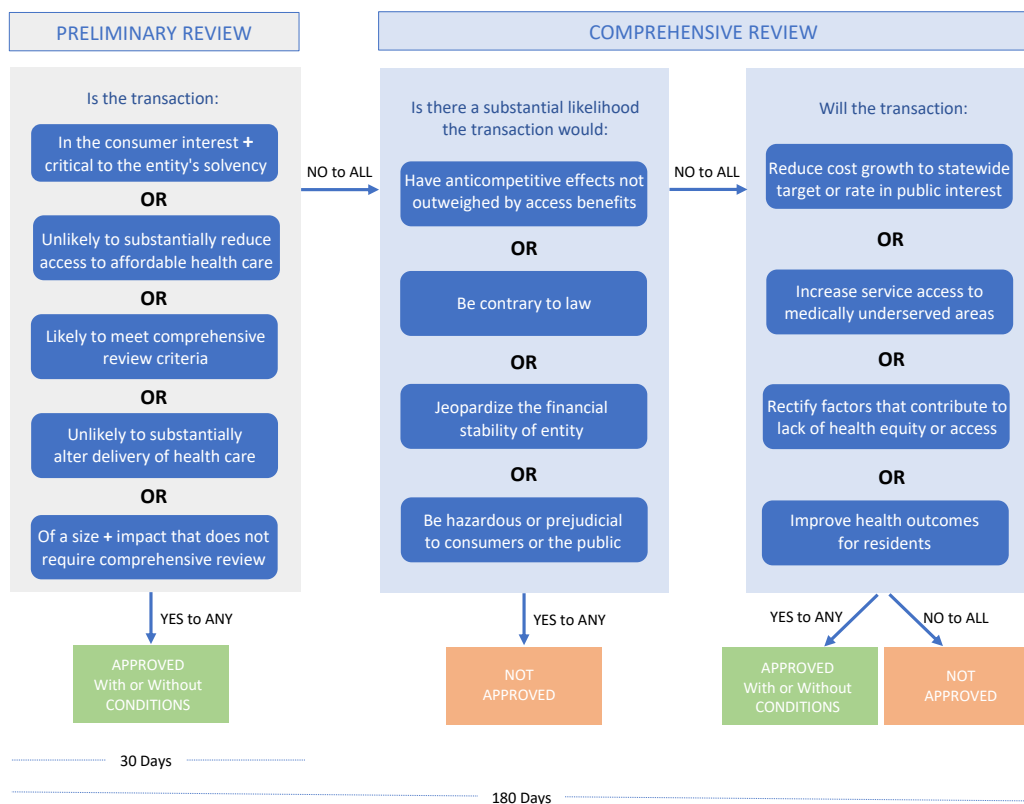 PRELIMINARY REVIEW
Is the transaction:
In the consumer interest + 
critical to the entity's solvency
OR
Unlikely to substantially reduce
access to affordable health care
OR
Likely to meet comprehensive
review criteria
OR
Unlikely to substantially
alter delivery of health care
OR
Of a size + impact that does not
require comprehensive review
YES to ANY
APPROVED
With or Without
CONDITIONS
NO to ALL
COMPREHENSIVE REVIEW
Is there a substantial likelihood
the transaction would:
Have anticompetitive effects not
outweighed by access benefits
OR
Be contrary to law
OR
Jeopardize the financial
stability of entity
OR
Be hazardous or prejudicial
to consumers or the public
YES to ANY
NOT
APPROVED
NO to ALL
Will the transaction:
Reduce cost growth to statewide
target or rate in public interest
OR
Increase service access to
medically underserved areas
OR
Rectify factors that contribute to
lack of health equity or access
OR
Improve health outcomes
for residents
YES to ANY
APPROVED
With or Without
CONDITIONS
NO to ALL
NOT
APPROVED
30 Days
180 Days